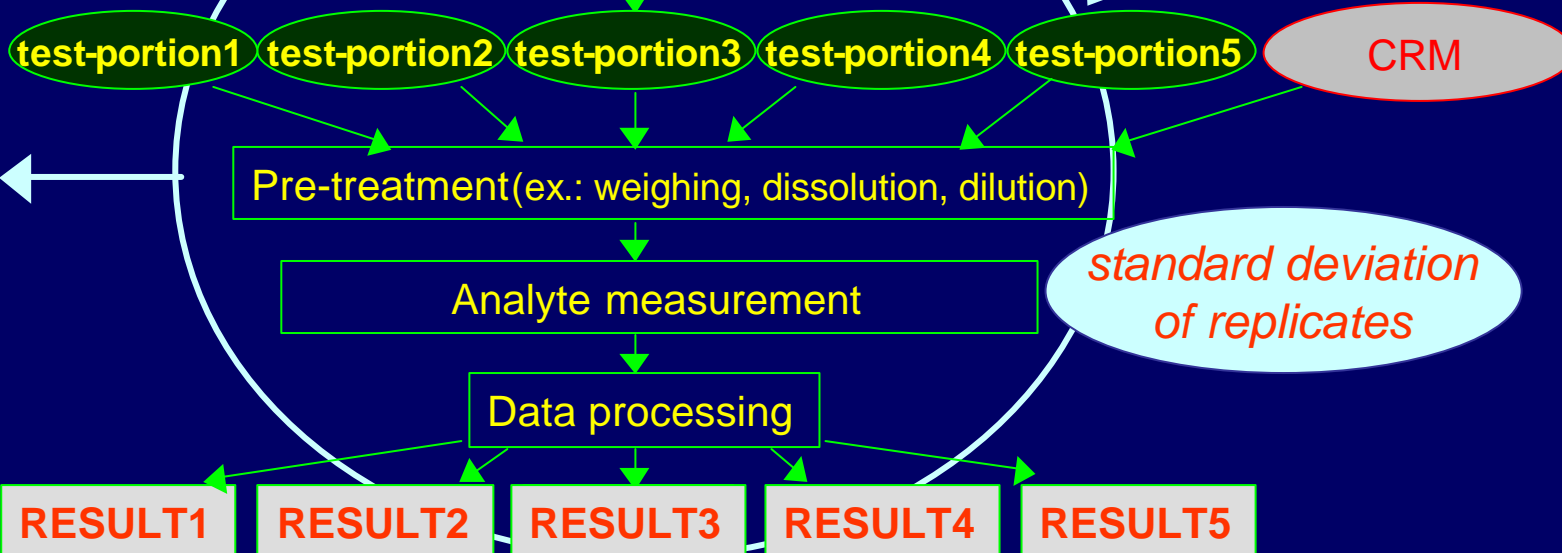 test-portion1 test-portion2 test-portion3 test-portion4 test-portion5 CRM
Pre-treatment(ex.: weighing, dissolution, dilution)
standard deviation
of replicates
Analyte measurement
Data processing
RESULT1 RESULT2 RESULT3 RESULT4 RESULT5